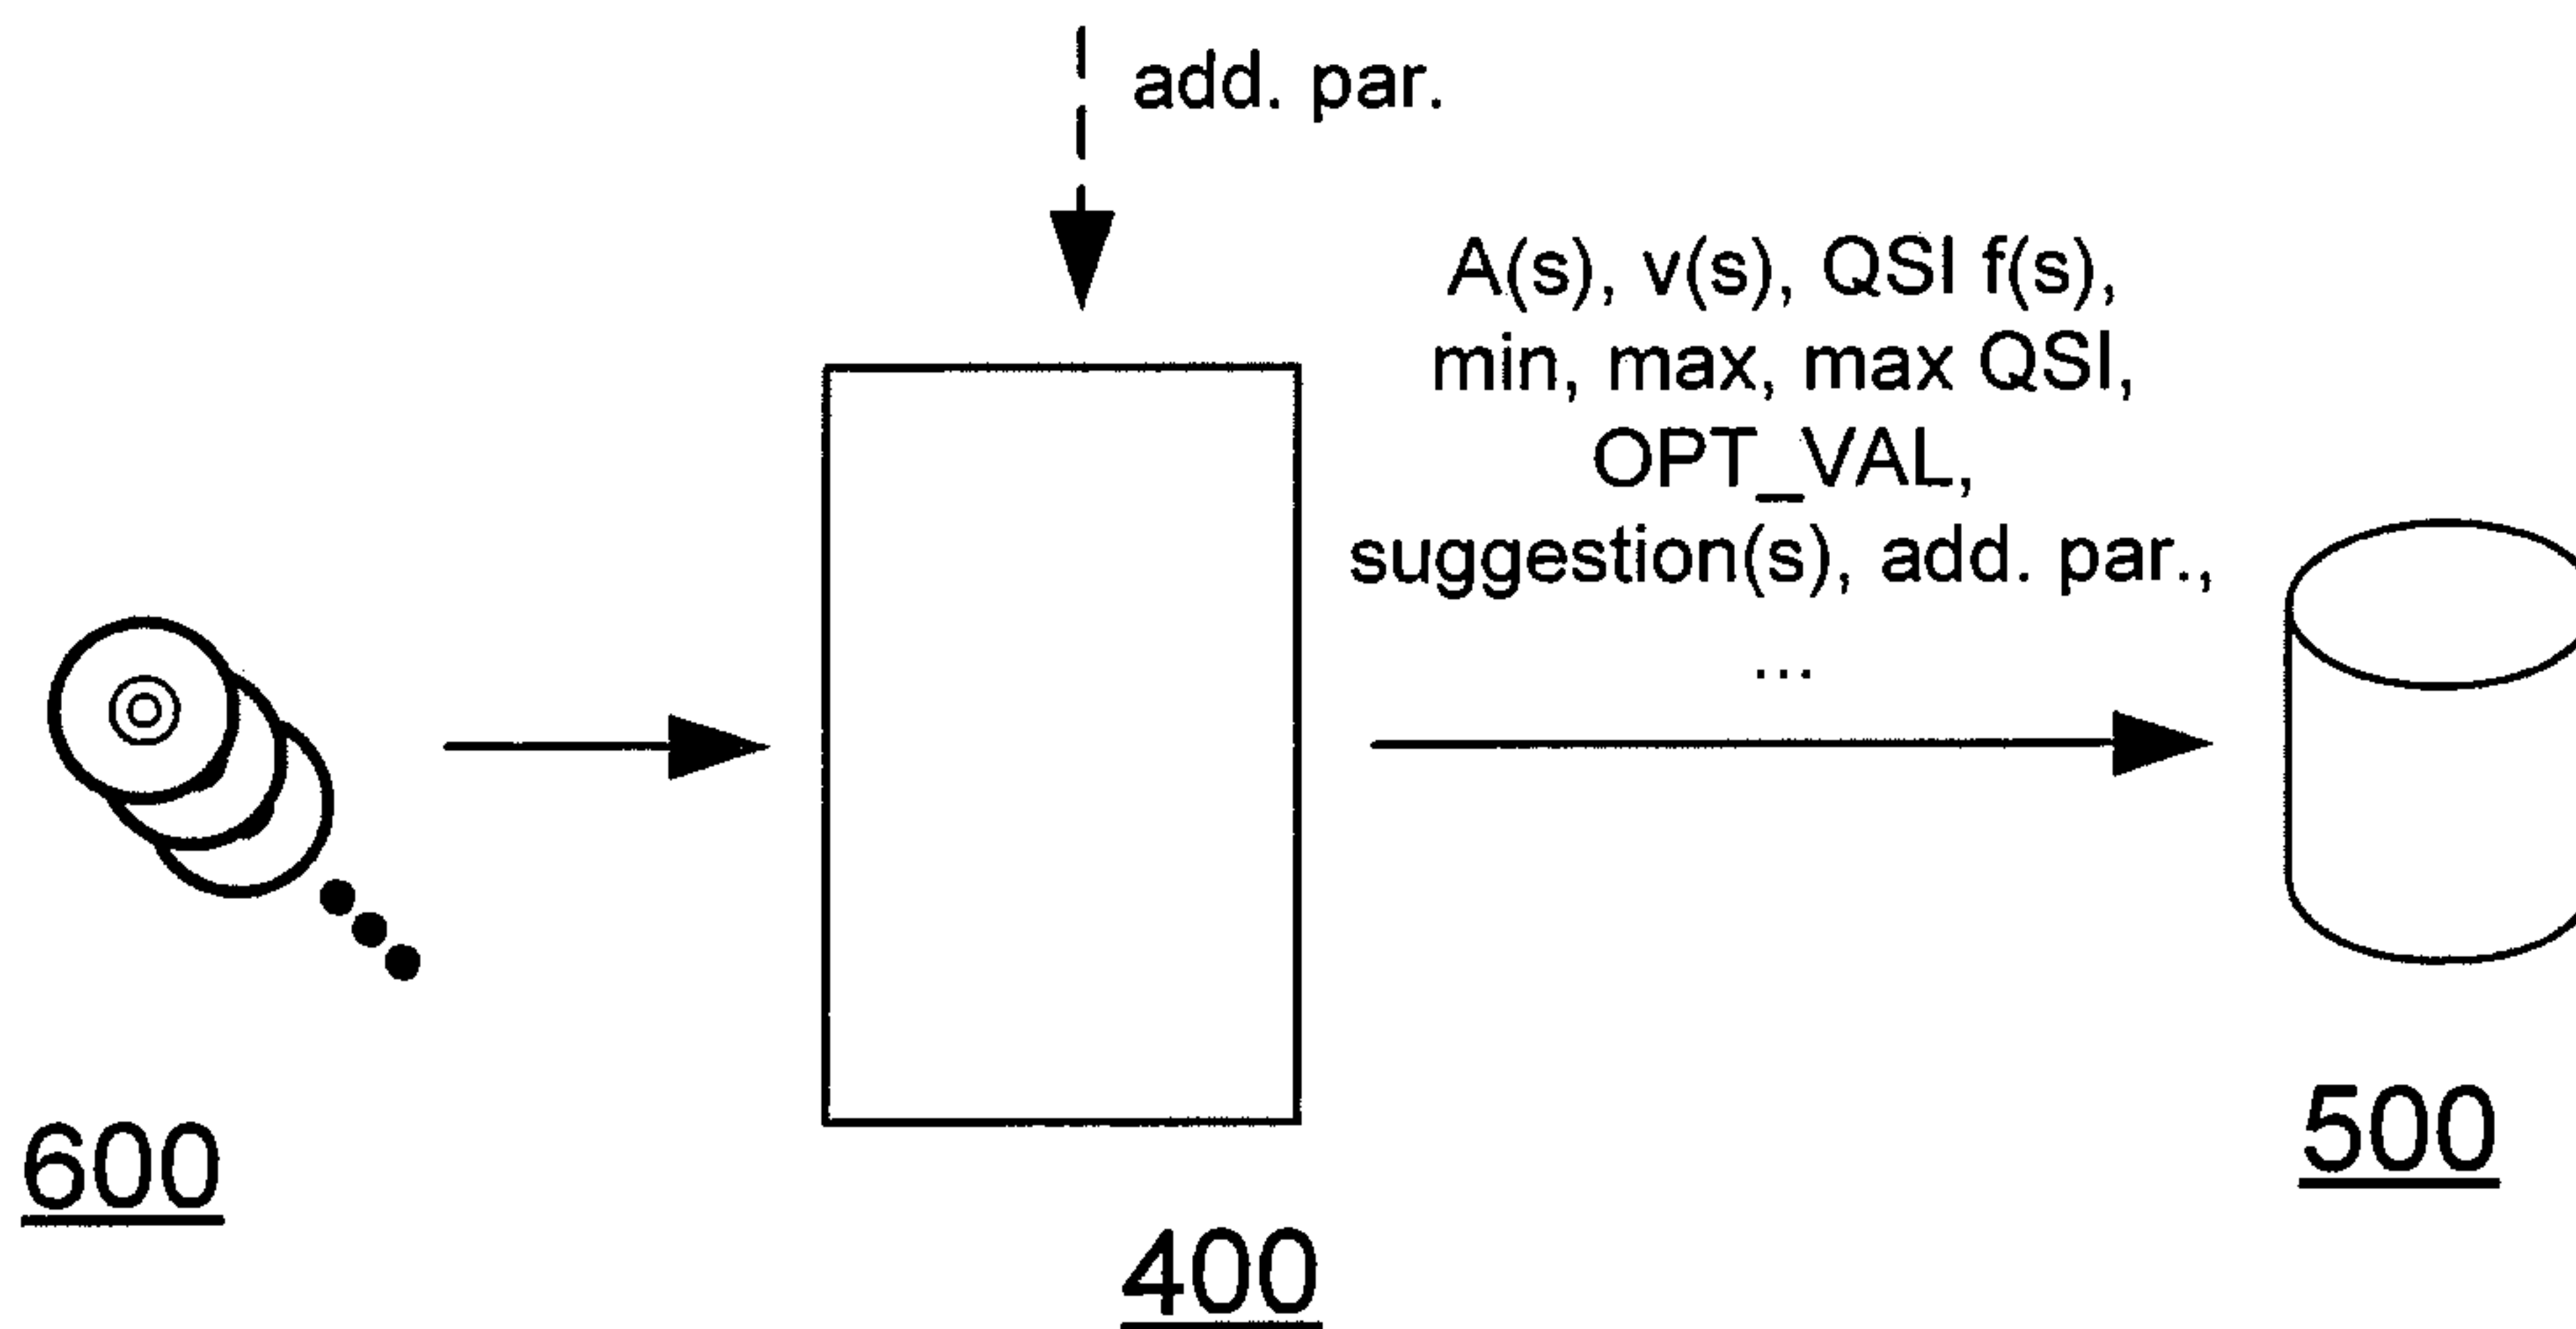 add. par.
A(s), v(s), QSI f(s),
min, max, max QSI,
OPT_VAL,
suggestion(s), add. par.,
...
600
500
400